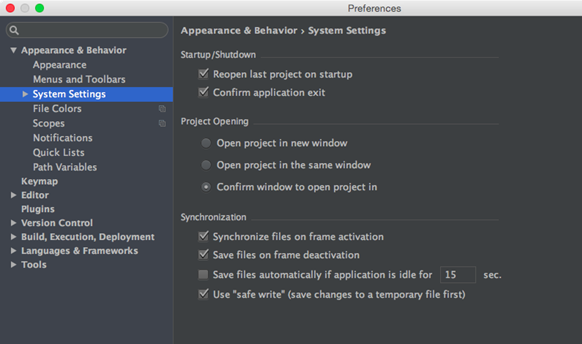 Preferences
Appearance & Behavior
Appearance
Menus and Toolbars
System Settings
File Colors
Scopes
Notifications
Quick Lists
Path Variables
Keymap
Editor
Plugins
Version Control
Build, Execution, Deployment
Languages & Frameworks
Tools
Appearance & Behavior › System Settings
Startup/Shutdown
Reopen last project on startup
Confirm application exit
Project Opening
Open project in new window
Open project in the same window
Confirm window to open project in
Synchronization
Synchronize files on frame activation
Save files on frame deactivation
Save files automatically if application is idle for 15 sec.
Use "safe write" (save changes to a temporary file first)